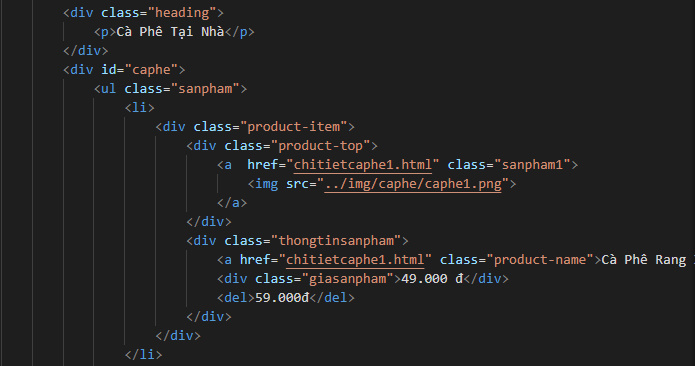 <div class="heading">
<p>Cà Phê Tại Nhà</p>
</div>
<div id="caphe">
<ul class="sanpham">
<li>
<div class="product-item">
<div class="product-top">
<a  href="chitietcaphe1.html" class="sanpham1">
<img src="../img/caphe/caphe1.png">
</a>
</div>
<div class="thongtinsanpham">
<a href="chitietcaphe1.html" class="product-name">Cà Phê Rang
<div class="giasanpham">49.000 đ</div>
<del>59.000đ</del>
</div>
</div>
</li>